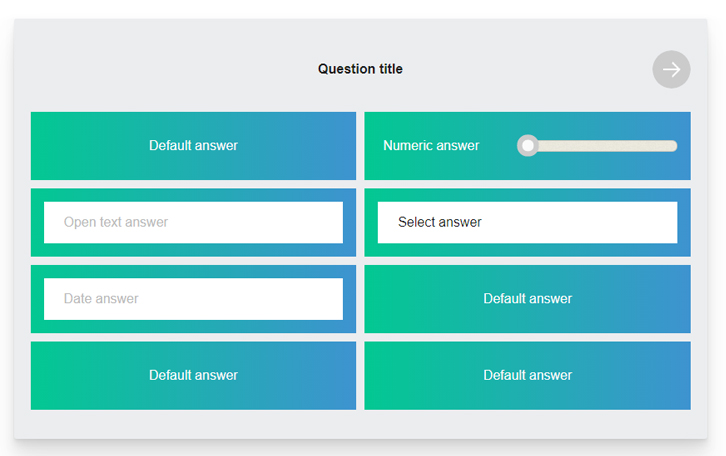 Question title
Default answer
Numeric answer
Open text answer
Select answer
Date answer
Default answer
Default answer
Default answer